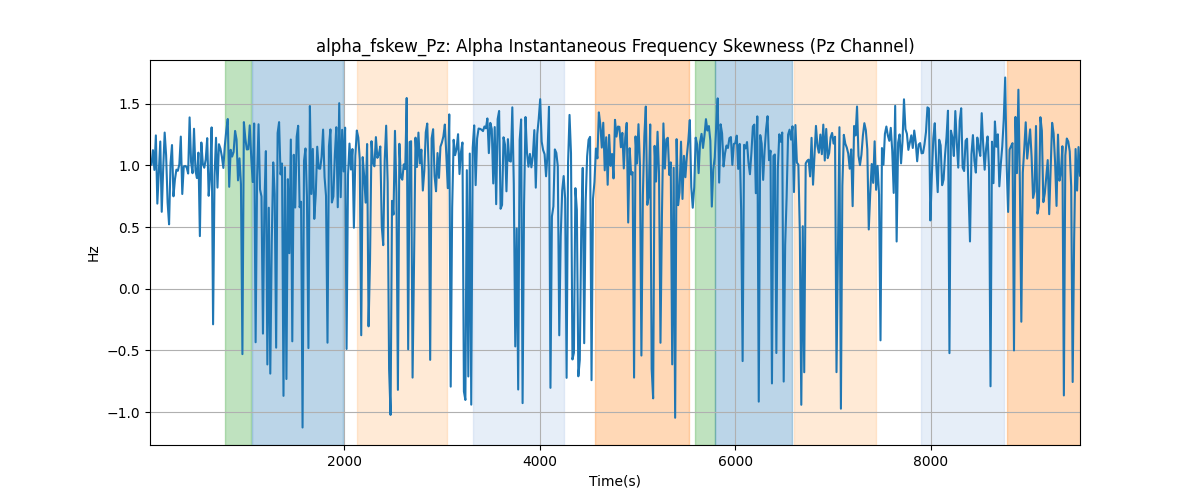 alpha_fskew_Pz: Alpha Instantaneous Frequency Skewness (Pz Channel)
Hz
1.5
1.0
0.5
0.0
−0.5
−1.0
2000 4000 6000 8000
Time(s)